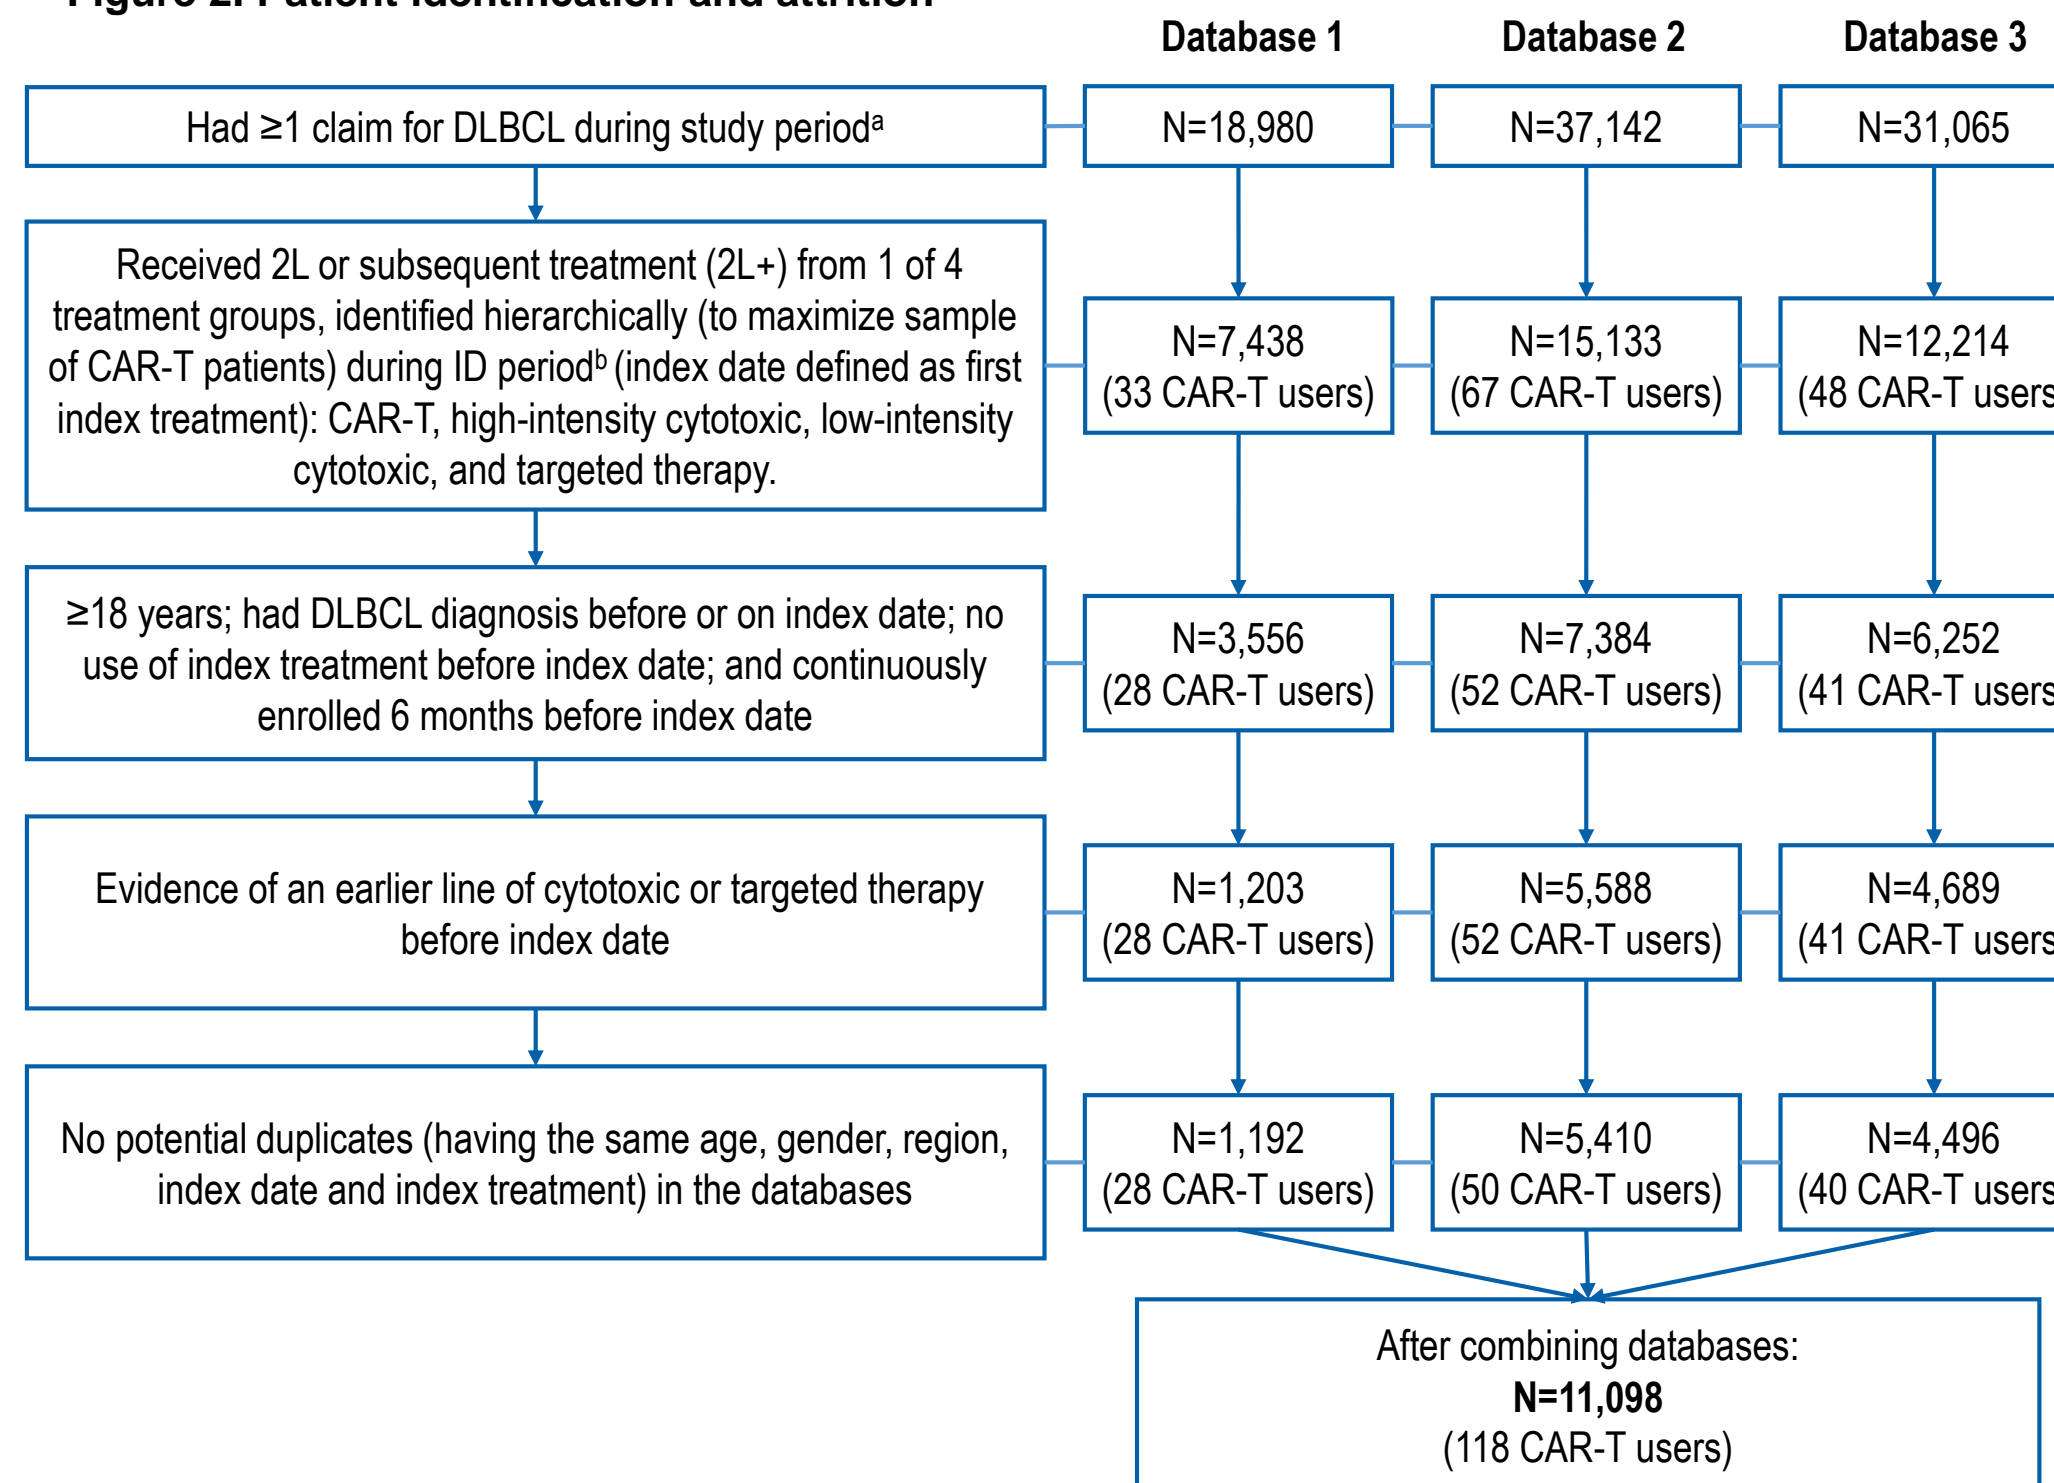 Figure 2. Patient identification and attrition
Database 1
Database 2
Database 3
Had ≥1 claim for DLBCL during study periodᵃ
N=18,980
N=37,142
N=31,065
Received 2L or subsequent treatment (2L+) from 1 of 4
treatment groups, identified hierarchically (to maximize sample
of CAR-T patients) during ID periodᵇ (index date defined as first
index treatment): CAR-T, high-intensity cytotoxic, low-intensity
cytotoxic, and targeted therapy.
N=7,438
(33 CAR-T users)
N=15,133
(67 CAR-T users)
N=12,214
(48 CAR-T users
≥18 years; had DLBCL diagnosis before or on index date; no
use of index treatment before index date; and continuously
enrolled 6 months before index date
N=3,556
(28 CAR-T users)
N=7,384
(52 CAR-T users)
N=6,252
(41 CAR-T users
Evidence of an earlier line of cytotoxic or targeted therapy
before index date
N=1,203
(28 CAR-T users)
N=5,588
(52 CAR-T users)
N=4,689
(41 CAR-T users
No potential duplicates (having the same age, gender, region,
index date and index treatment) in the databases
N=1,192
(28 CAR-T users)
N=5,410
(50 CAR-T users)
N=4,496
(40 CAR-T users
After combining databases:
N=11,098
(118 CAR-T users)